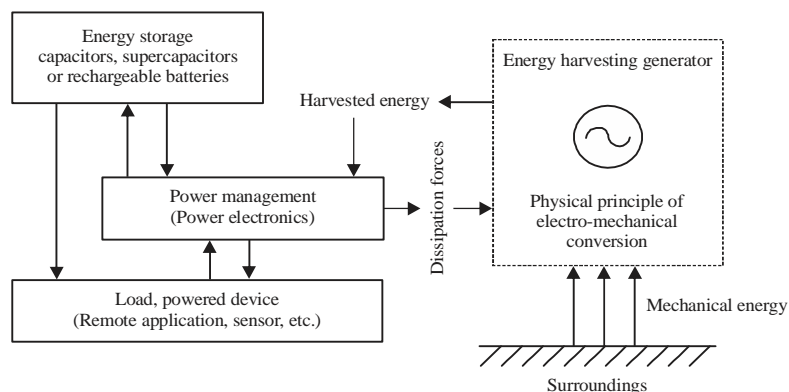 Energy storage
capacitors, supercapacitors
or rechargeable batteries
Energy harvesting generator
Harvested energy
Power management
(Power electronics)
Dissipation forces
Physical principle of
electro-mechanical
conversion
Load, powered device
(Remote application, sensor, etc.)
Mechanical energy
Surroundings